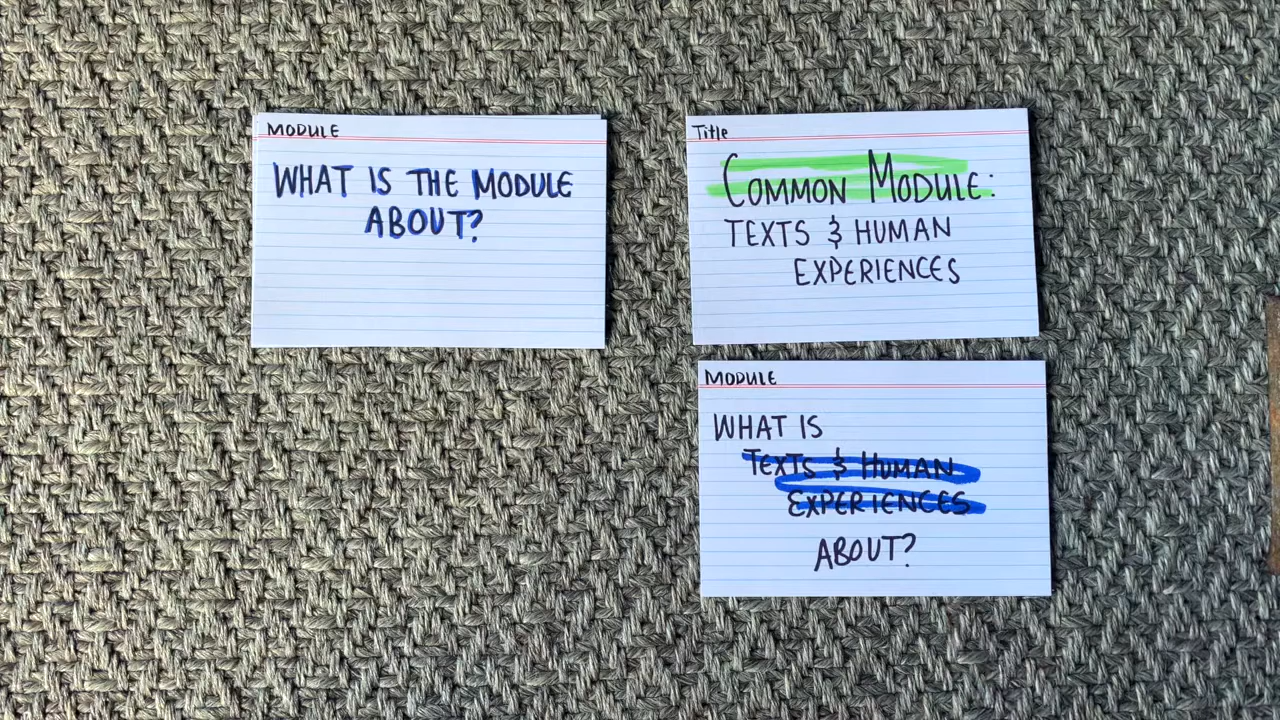 MODULE
WHAT IS THE MODULE
ABOUT?
Title
COMMON MODULE:
TEXTS & HUMAN
EXPERIENCES
MODULE
WHAT IS
TEXTS & HUMAN
EXPERIENCES
ABOUT?